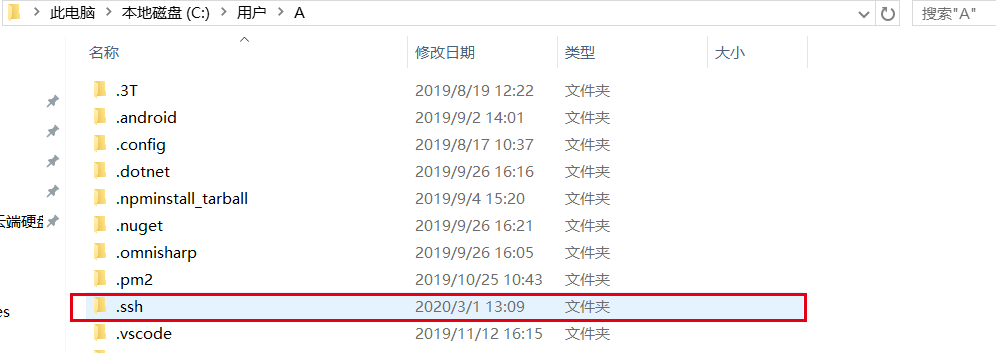 此电脑 > 本地磁盘 (C:) > 用户 > A 搜索"A"
名称 修改日期 类型 大小
.3T 2019/8/19 12:22 文件夹
.android 2019/9/2 14:01 文件夹
.config 2019/8/17 10:37 文件夹
.dotnet 2019/9/26 16:16 文件夹
.npminstall_tarball 2019/9/4 15:20 文件夹
云端硬盘 .nuget 2019/9/26 16:21 文件夹
.omnisharp 2019/9/26 16:05 文件夹
.pm2 2019/10/25 10:43 文件夹
es .ssh 2020/3/1 13:09 文件夹
.vscode 2019/11/12 16:15 文件夹